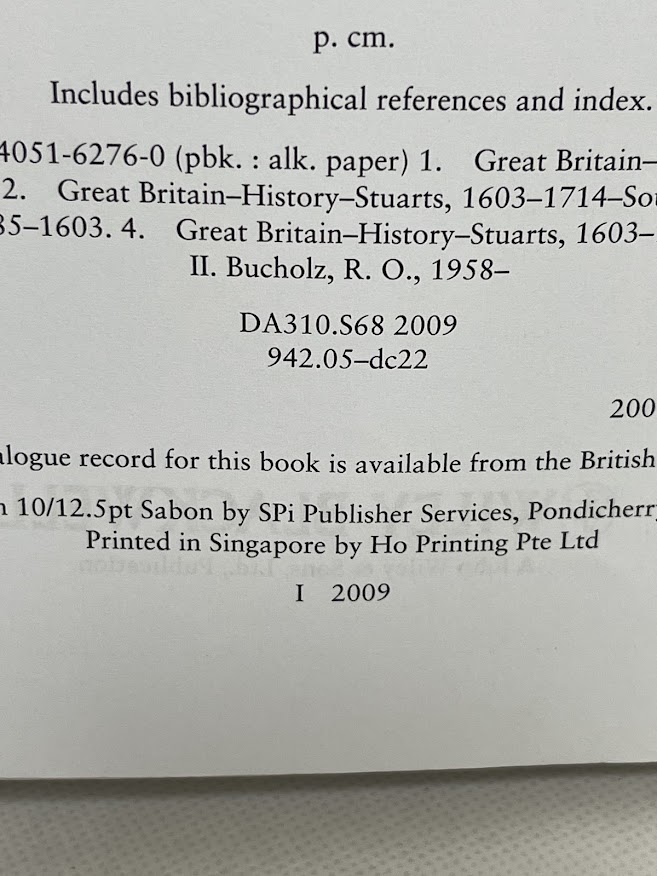 p. cm.
Includes bibliographical references and index.
4051-6276-0 (pbk. : alk. paper) 1. Great Britain–
2. Great Britain–History–Stuarts, 1603–1714–Sou
35–1603. 4. Great Britain–History–Stuarts, 1603–
II. Bucholz, R. O., 1958–
DA310.S68 2009
942.05–dc22
200
alogue record for this book is available from the British
n 10/12.5pt Sabon by SPi Publisher Services, Pondicherry
Printed in Singapore by Ho Printing Pte Ltd
I 2009